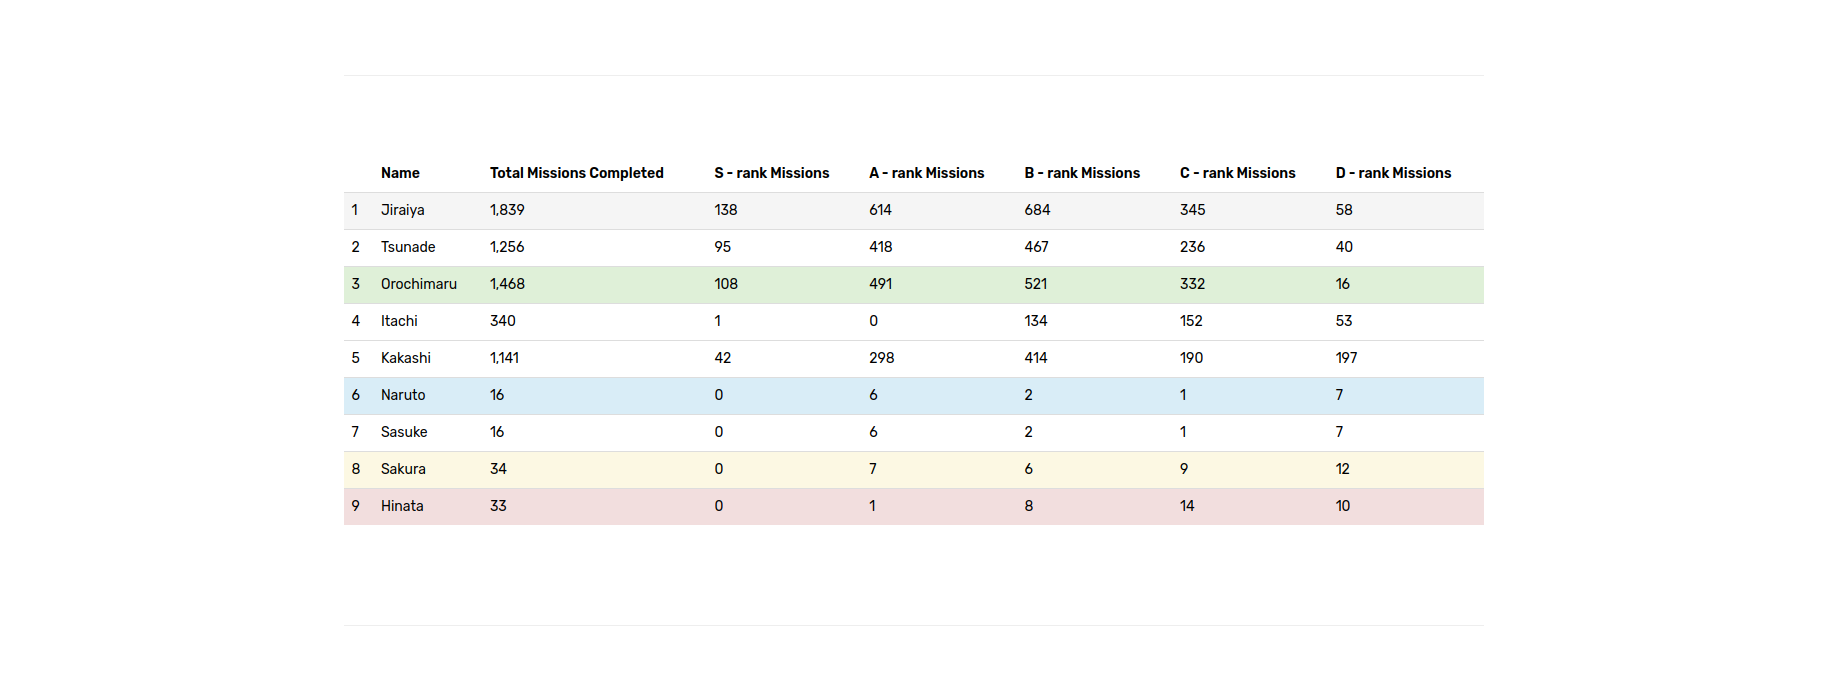 Name Total Missions Completed S - rank Missions A - rank Missions B - rank Missions C - rank Missions D - rank Missions
1 Jiraiya 1,839 138 614 684 345 58
2 Tsunade 1,256 95 418 467 236 40
3 Orochimaru 1,468 108 491 521 332 16
4 Itachi 340 1 0 134 152 53
5 Kakashi 1,141 42 298 414 190 197
6 Naruto 16 0 6 2 1 7
7 Sasuke 16 0 6 2 1 7
8 Sakura 34 0 7 6 9 12
9 Hinata 33 0 1 8 14 10